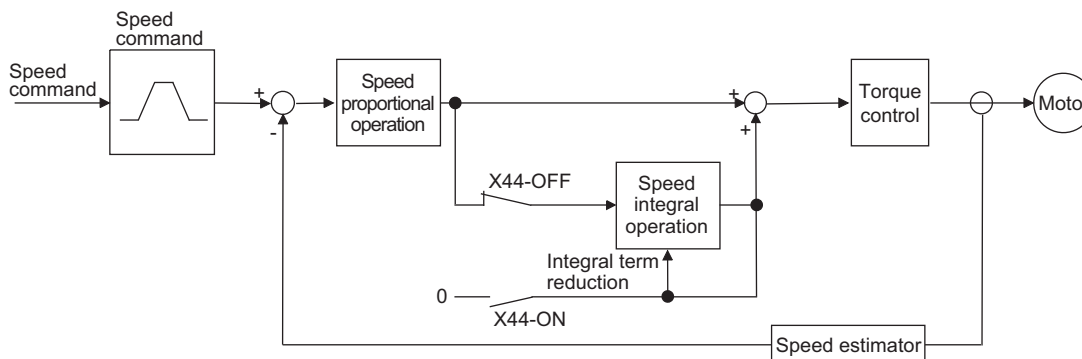 Speed
command
Speed
command
+
-
Speed
proportional
operation
+
+
Torque
control
Moto
X44-OFF
Speed
integral
operation
Integral term
reduction
0
X44-ON
Speed estimator